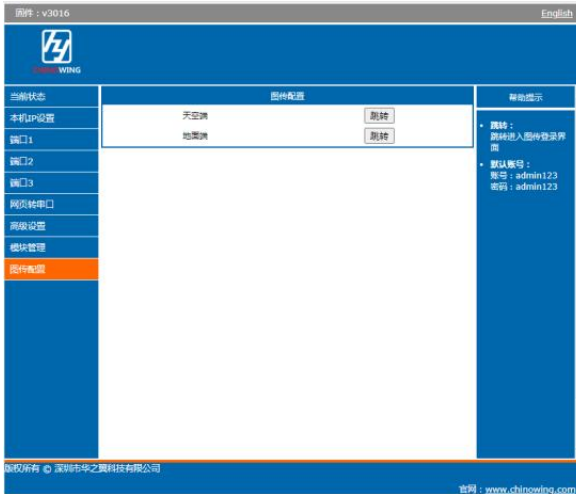 固件：v3016
English
CHINOWING
当前状态
本机IP设置
端口1
端口2
端口3
网页转串口
高级设置
模块管理
图传配置
图传配置
天空端
跳转
地面端
跳转
帮助提示
• 跳转：
跳转进入图传登录界
面
• 默认账号：
账号：admin123
密码：admin123
版权所有 © 深圳市华之翼科技有限公司
官网：www.chinowing.com